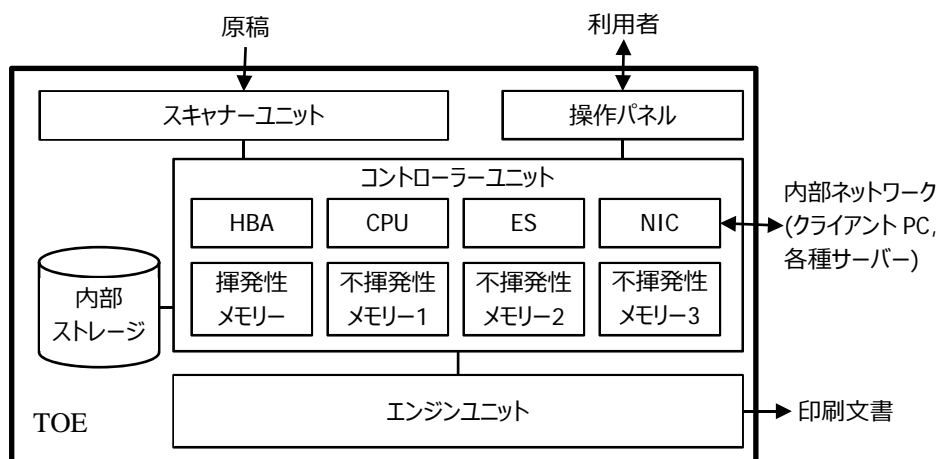 原稿
利用者
スキャナーユニット
操作パネル
コントローラーユニット
HBA
CPU
ES
NIC
内部ネットワーク
(クライアント PC,
各種サーバー)
内部
ストレージ
揮発性
メモリー
不揮発性
メモリー1
不揮発性
メモリー2
不揮発性
メモリー3
エンジンユニット
印刷文書
TOE